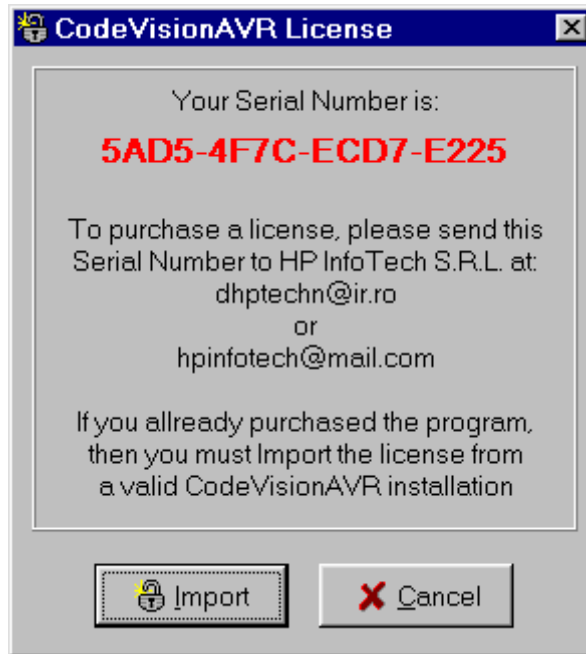 CodeVisionAVR License
Your Serial Number is:
5AD5-4F7C-ECD7-E225
To purchase a license, please send this
Serial Number to HP InfoTech S.R.L. at:
dhptechn@ir.ro
or
hpinfotech@mail.com
If you allready purchased the program,
then you must Import the license from
a valid CodeVisionAVR installation
Import
Cancel